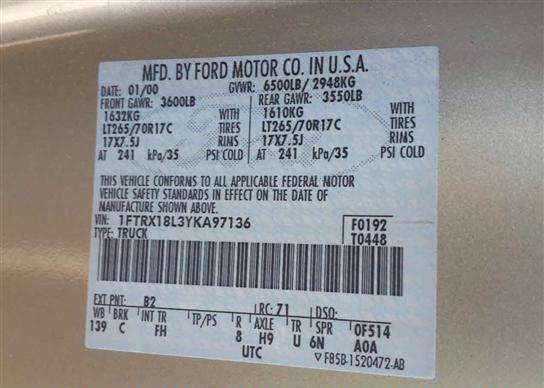 MFD. BY FORD MOTOR CO. IN U.S.A.
DATE: 01/00 GVWR: 6500LB/ 2948KG
FRONT GAWR: 3600LB REAR GAWR: 3550LB
1632KG WITH 1610KG WITH
LT265/70R17C TIRES LT265/70R17C TIRES
17X7.5J RIMS 17X7.5J RIMS
AT 241 kPa/35 PSI COLD AT 241 kPa/35 PSI COLD
THIS VEHICLE CONFORMS TO ALL APPLICABLE FEDERAL MOTOR
VEHICLE SAFETY STANDARDS IN EFFECT ON THE DATE OF
MANUFACTURE SHOWN ABOVE.
VIN: 1FTRX18L3YKA97136 F0192
TYPE: TRUCK T0448
EXT PNT: B2 RC: 71 DSO:
WB BRK INT TR TP/PS R AXLE TR SPR 0F514
139 C FH 8 H9 U 6N A0A
UTC F85B-1520472-AB